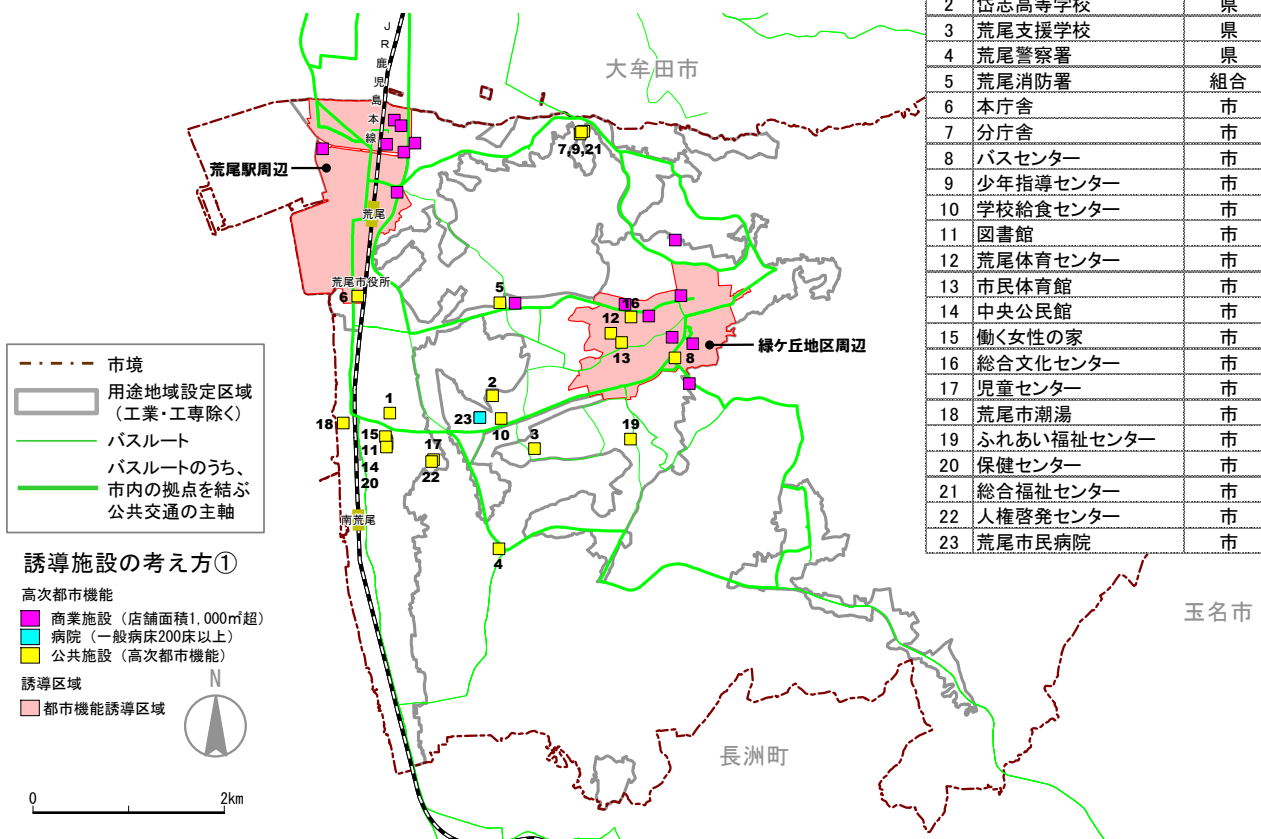 JR鹿児島本線
大牟田市
荒尾駅周辺
7,9,21
荒尾
荒尾市役所
6
5
16
12
13
8
緑ケ丘地区周辺
2
1
23
10
18
15
11
14
20
17
22
3
19
南荒尾
4
玉名市
長洲町
市境
用途地域設定区域
(工業・工専除く)
バスルート
バスルートのうち、
市内の拠点を結ぶ
公共交通の主軸
誘導施設の考え方①
高次都市機能
商業施設(店舗面積1,000㎡超)
病院(一般病床200床以上)
公共施設(高次都市機能)
誘導区域
都市機能誘導区域
N
0 2km
2 岱志高等学校 県
3 荒尾支援学校 県
4 荒尾警察署 県
5 荒尾消防署 組合
6 本庁舎 市
7 分庁舎 市
8 バスセンター 市
9 少年指導センター 市
10 学校給食センター 市
11 図書館 市
12 荒尾体育センター 市
13 市民体育館 市
14 中央公民館 市
15 働く女性の家 市
16 総合文化センター 市
17 児童センター 市
18 荒尾市潮湯 市
19 ふれあい福祉センター 市
20 保健センター 市
21 総合福祉センター 市
22 人権啓発センター 市
23 荒尾市民病院 市